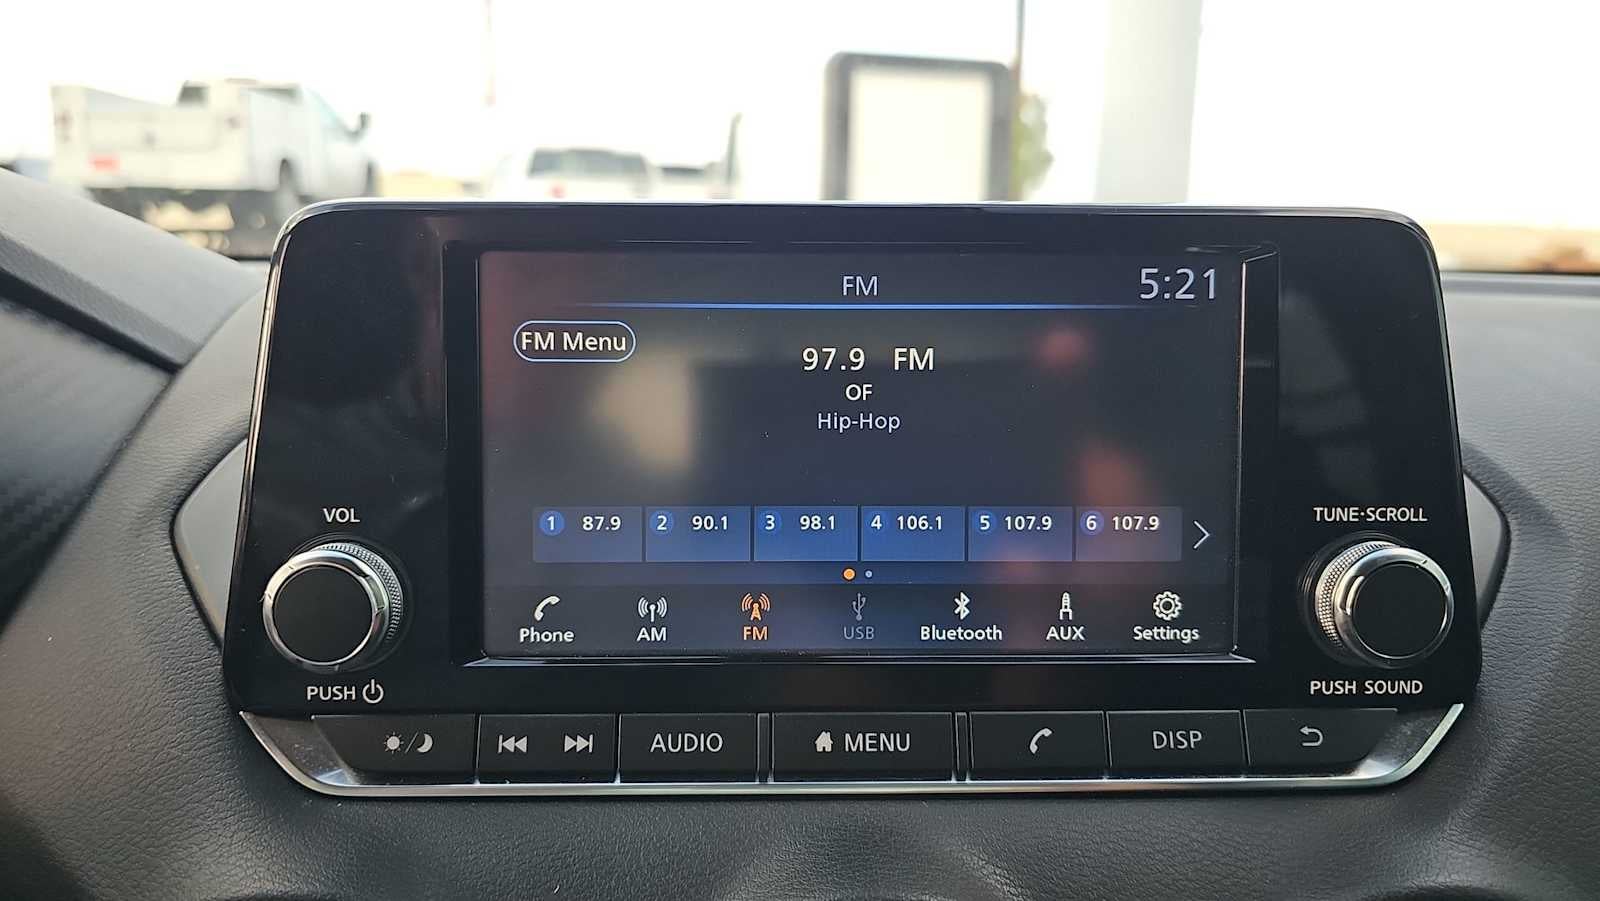 FM 5:21
FM Menu
97.9 FM
OF
Hip-Hop
1 87.9 2 90.1 3 98.1 4 106.1 5 107.9 6 107.9
Phone AM FM USB Bluetooth AUX Settings
VOL
PUSH
TUNE·SCROLL
PUSH SOUND
AUDIO MENU DISP